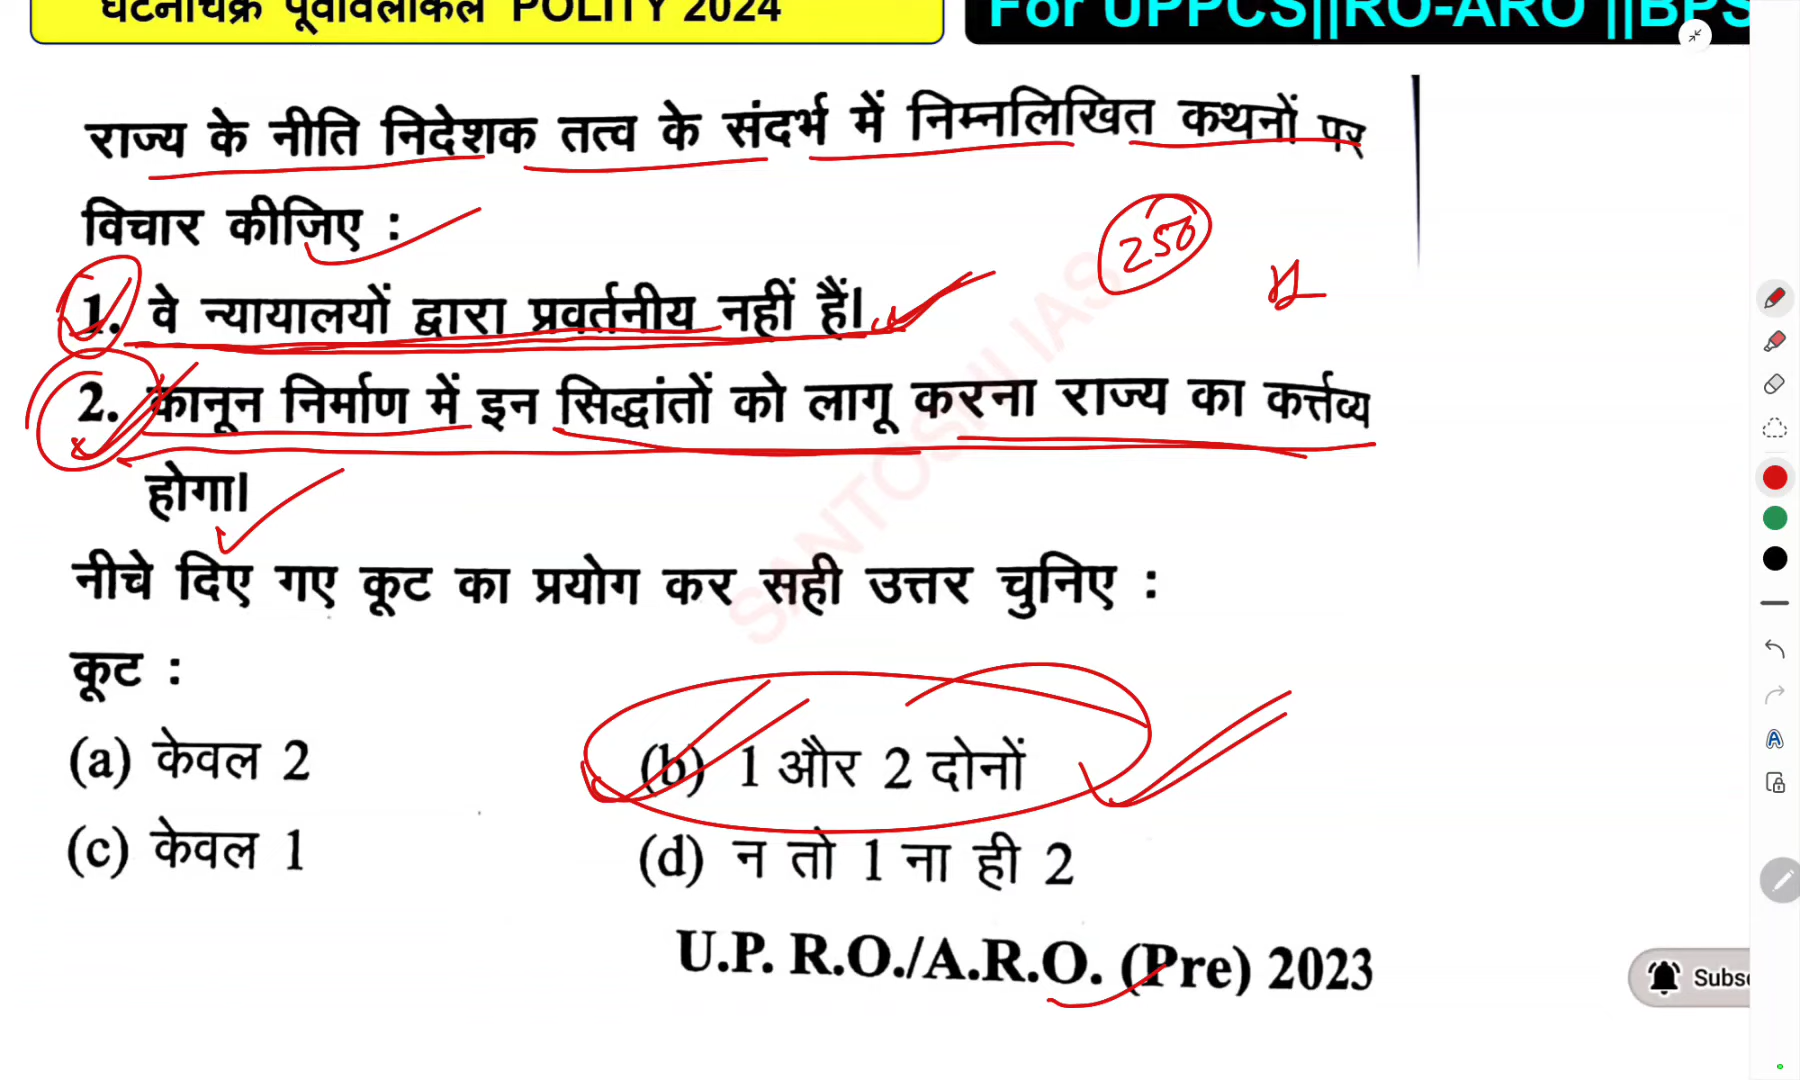 घटनाचक्र पूर्वावलोकन POLITY 2024
For UPPCS||RO-ARO ||BPS
राज्य के नीति निदेशक तत्व के संदर्भ में निम्नलिखित कथनों पर
विचार कीजिए :
250
1. वे न्यायालयों द्वारा प्रवर्तनीय नहीं हैं।
2. कानून निर्माण में इन सिद्धांतों को लागू करना राज्य का कर्त्तव्य
होगा।
नीचे दिए गए कूट का प्रयोग कर सही उत्तर चुनिए :
कूट :
(a) केवल 2
(b) 1 और 2 दोनों
(c) केवल 1
(d) न तो 1 ना ही 2
U.P. R.O./A.R.O. (Pre) 2023
SANTOSH IAS
Subs